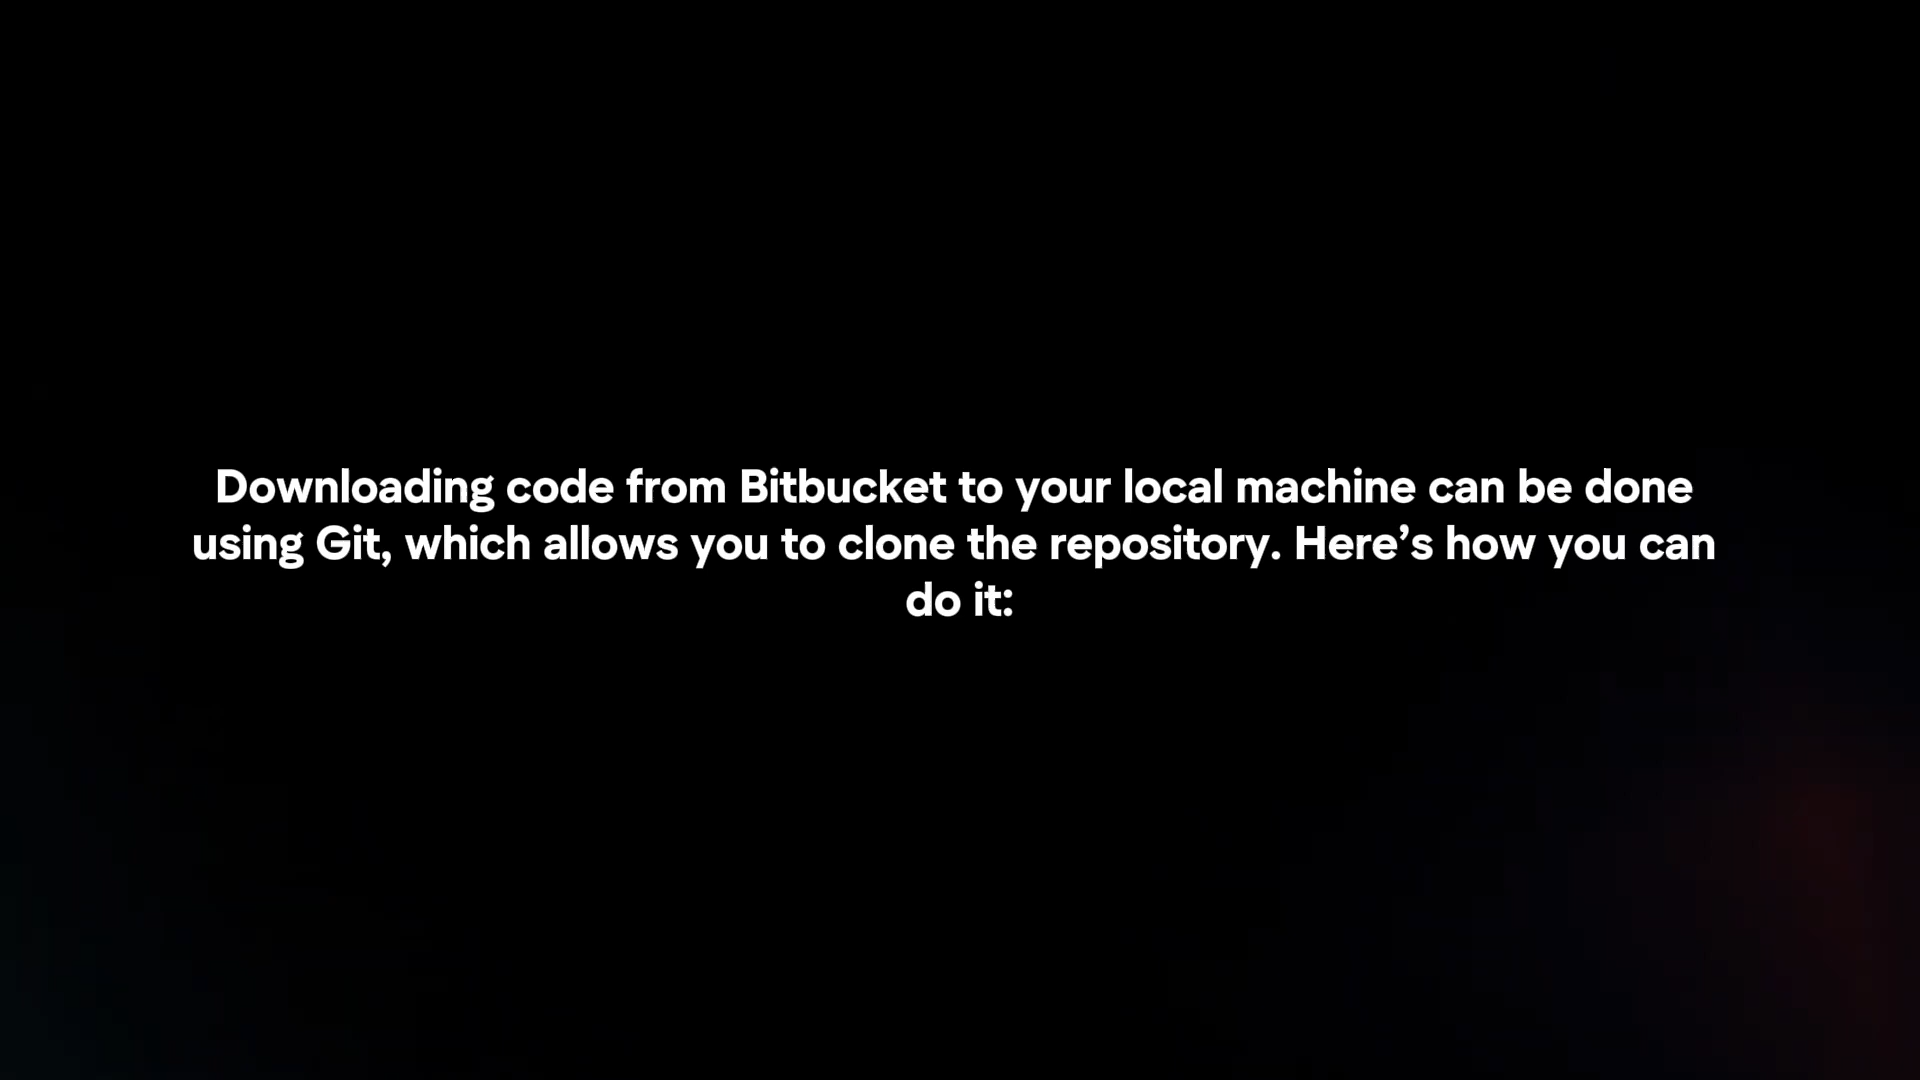 Downloading code from Bitbucket to your local machine can be done
using Git, which allows you to clone the repository. Here’s how you can
do it: